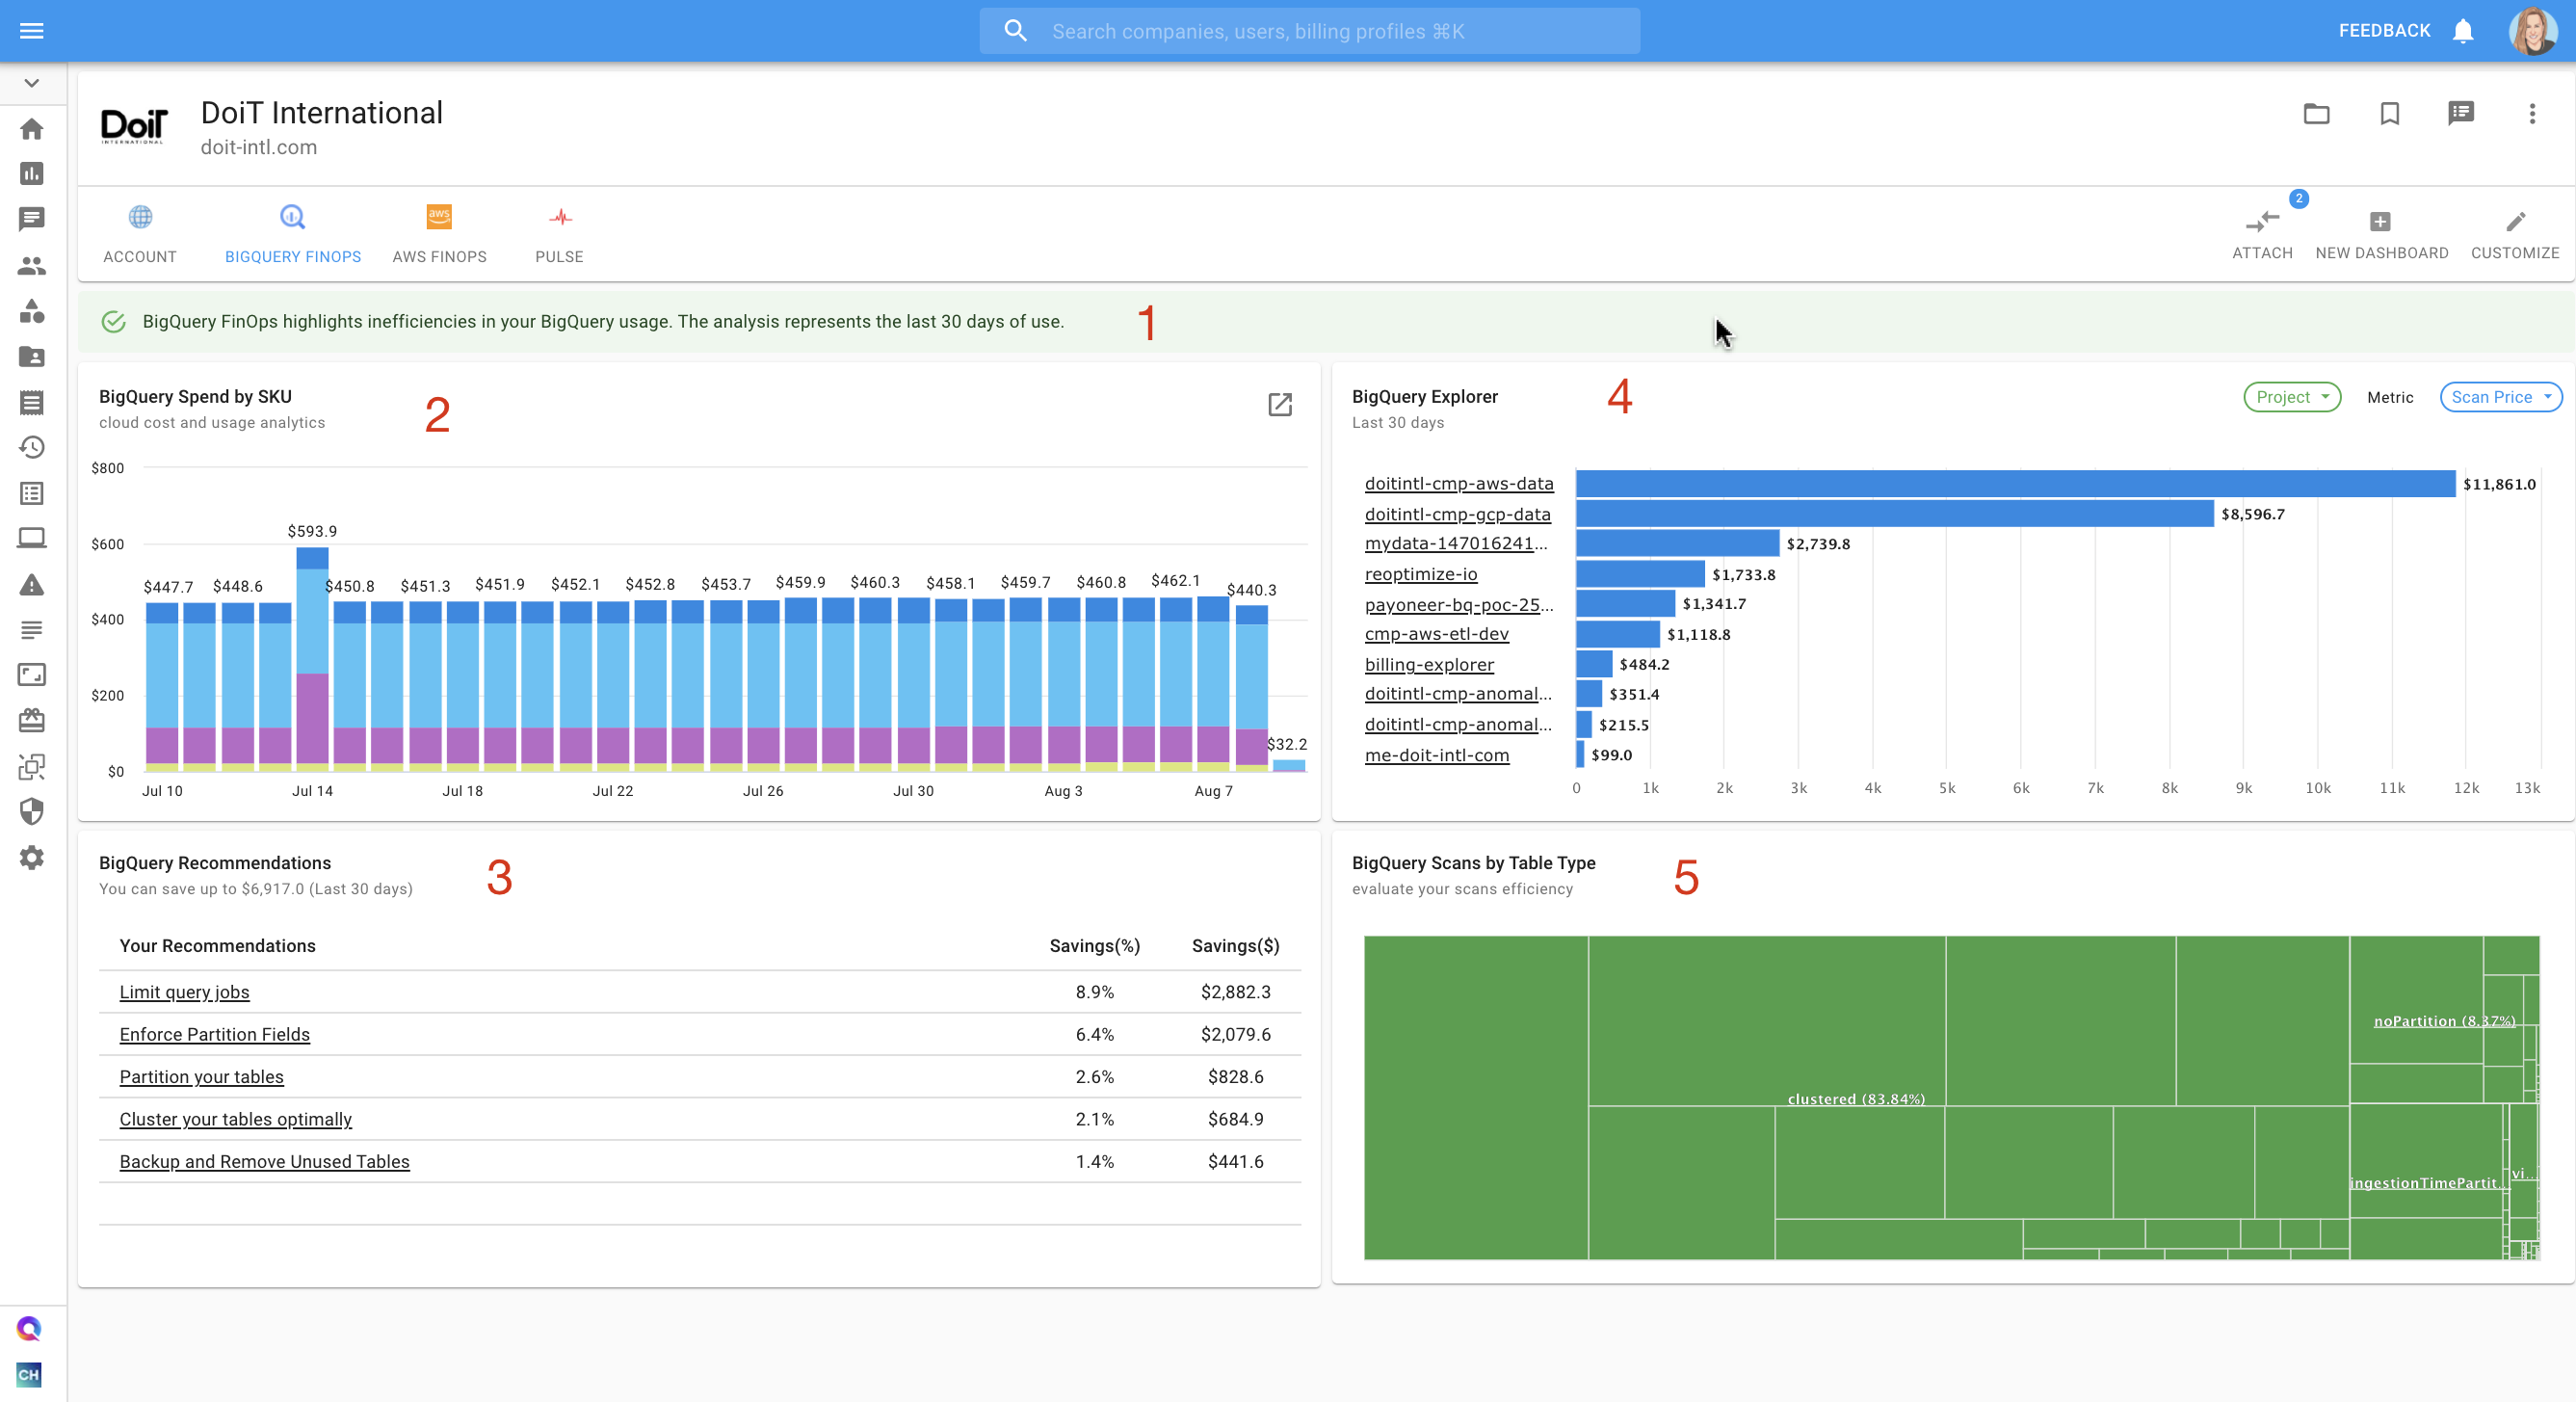 Search companies, users, billing profiles ⌘K
FEEDBACK
DoiT
INTERNATIONAL
DoiT International
doit-intl.com
ACCOUNT
BIGQUERY FINOPS
aws
AWS FINOPS
PULSE
2
ATTACH
NEW DASHBOARD
CUSTOMIZE
BigQuery FinOps highlights inefficiencies in your BigQuery usage. The analysis represents the last 30 days of use.
1
BigQuery Spend by SKU
cloud cost and usage analytics
2
$800
$600
$400
$200
$0
$447.7
$448.6
$593.9
$450.8
$451.3
$451.9
$452.1
$452.8
$453.7
$459.9
$460.3
$458.1
$459.7
$460.8
$462.1
$440.3
$32.2
Jul 10
Jul 14
Jul 18
Jul 22
Jul 26
Jul 30
Aug 3
Aug 7
BigQuery Explorer
Last 30 days
4
Project
Metric
Scan Price
doitintl-cmp-aws-data $11,861.0
doitintl-cmp-gcp-data $8,596.7
mydata-147016241... $2,739.8
reoptimize-io $1,733.8
payoneer-bq-poc-25... $1,341.7
cmp-aws-etl-dev $1,118.8
billing-explorer $484.2
doitintl-cmp-anomal... $351.4
doitintl-cmp-anomal... $215.5
me-doit-intl-com $99.0
0 1k 2k 3k 4k 5k 6k 7k 8k 9k 10k 11k 12k 13k
BigQuery Recommendations
You can save up to $6,917.0 (Last 30 days)
3
Your Recommendations Savings(%) Savings($)
Limit query jobs 8.9% $2,882.3
Enforce Partition Fields 6.4% $2,079.6
Partition your tables 2.6% $828.6
Cluster your tables optimally 2.1% $684.9
Backup and Remove Unused Tables 1.4% $441.6
BigQuery Scans by Table Type
evaluate your scans efficiency
5
noPartition (8.37%)
clustered (83.84%)
ingestionTimePartit...
vi...
CH